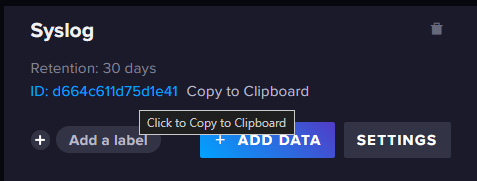 Syslog
Retention: 30 days
ID: d664c611d75d1e41 Copy to Clipboard
Click to Copy to Clipboard
+ Add a label
+ ADD DATA
SETTINGS